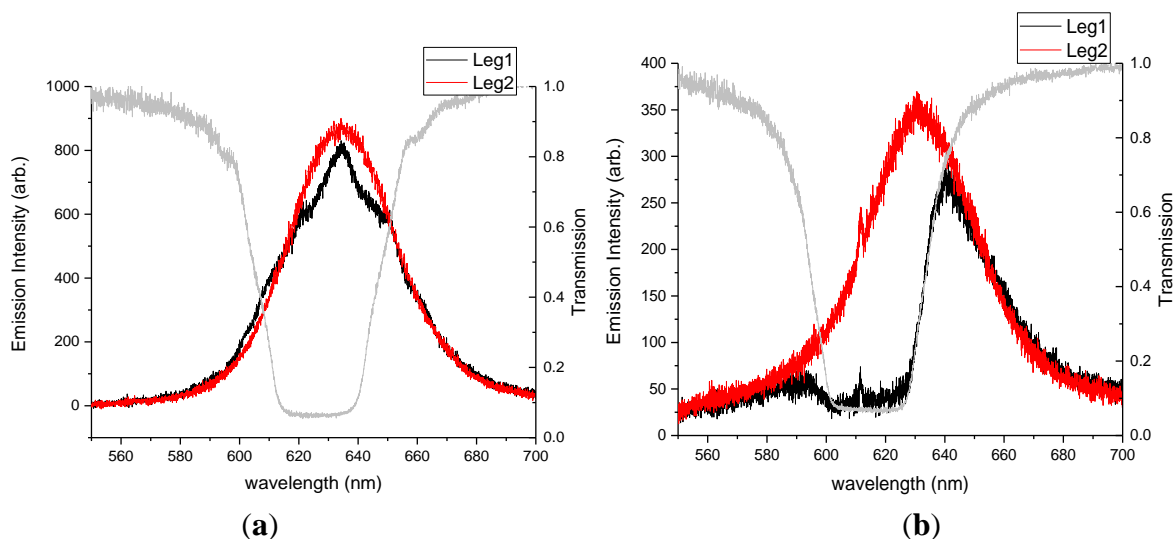 Leg1
Leg2
1000
800
600
400
200
0
Emission Intensity (arb.)
1.0
0.8
0.6
0.4
0.2
0.0
Transmission
560 580 600 620 640 660 680 700
wavelength (nm)
(a)
Leg1
Leg2
400
350
300
250
200
150
100
50
0
Emission Intensity (arb.)
1.0
0.8
0.6
0.4
0.2
0.0
Transmission
560 580 600 620 640 660 680 700
wavelength (nm)
(b)